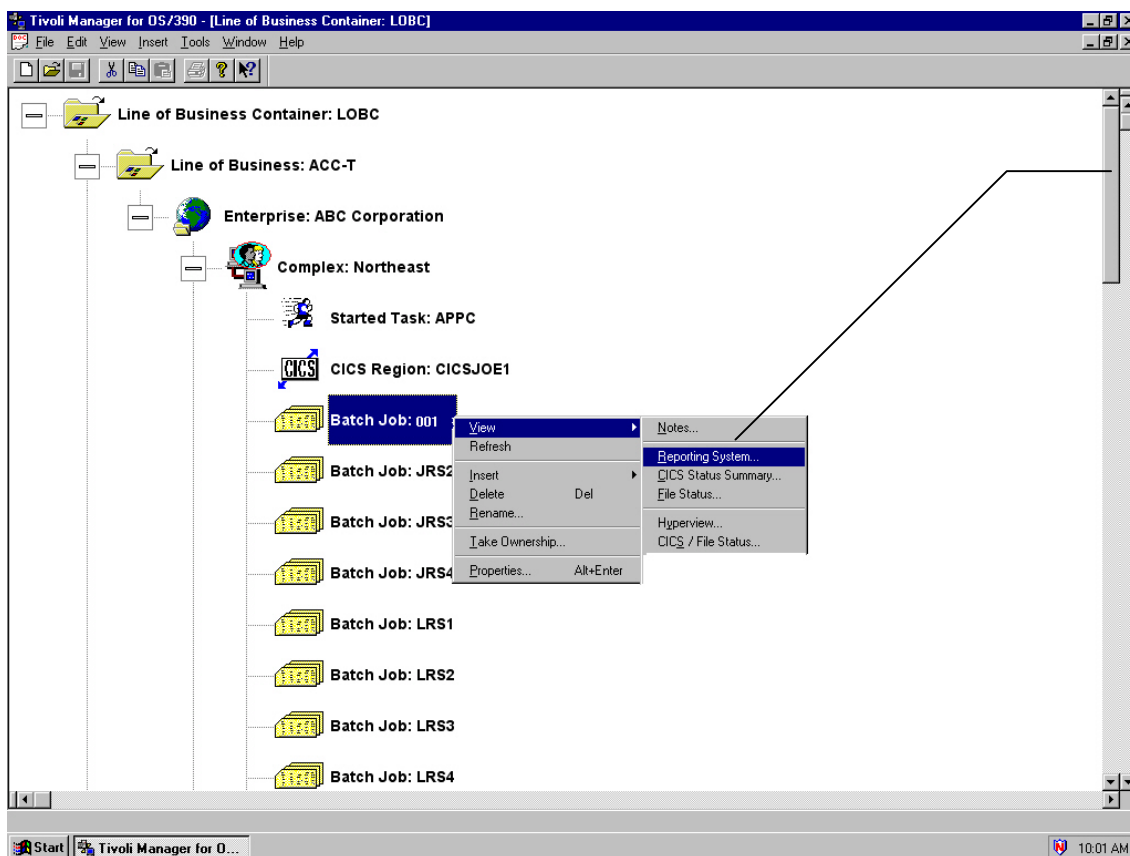 Tivoli Manager for OS/390 - [Line of Business Container: LOBC]
File Edit View Insert Tools Window Help
Line of Business Container: LOBC
Line of Business: ACC-T
Enterprise: ABC Corporation
Complex: Northeast
Started Task: APPC
CICS
CICS Region: CICSJOE1
Batch Job: 001
Batch Job: JRS2
Batch Job: JRS3
Batch Job: JRS4
Batch Job: LRS1
Batch Job: LRS2
Batch Job: LRS3
Batch Job: LRS4
View
Refresh
Insert
Delete Del
Rename...
Take Ownership...
Properties... Alt+Enter
Notes...
Reporting System...
CICS Status Summary...
File Status...
Hyperview...
CICS / File Status...
Start Tivoli Manager for O... 10:01 AM